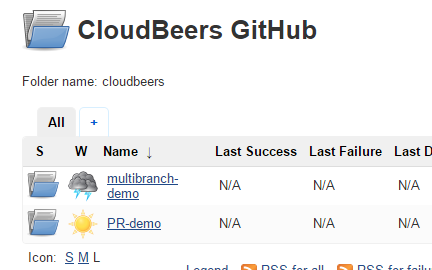 CloudBeers GitHub
Folder name: cloudbeers
All +
S W Name ↓ Last Success Last Failure Last D
multibranch-
demo N/A N/A N/A
PR-demo N/A N/A N/A
Icon: S M L
Legend RSS for all RSS for failu